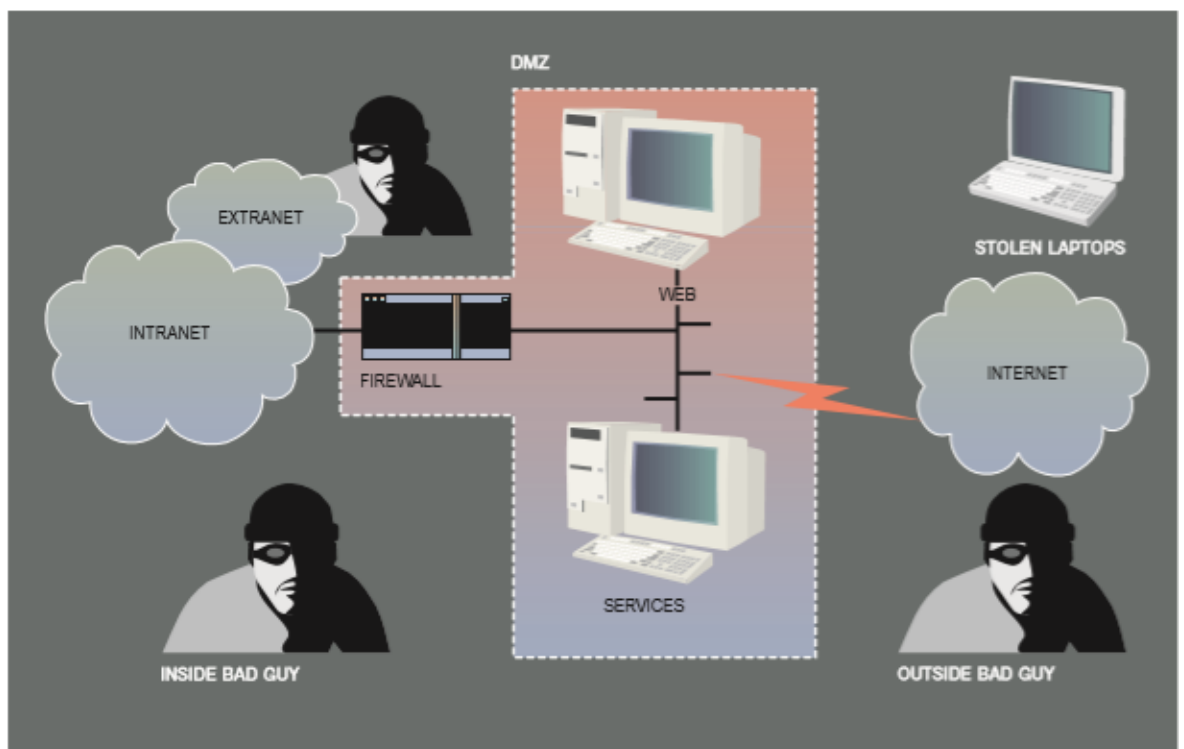 DMZ
EXTRANET
STOLEN LAPTOPS
WEB
INTRANET
FIREWALL
INTERNET
SERVICES
INSIDE BAD GUY
OUTSIDE BAD GUY